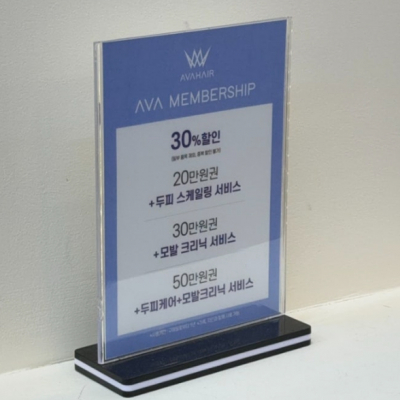 AVAHAIR
AVA MEMBERSHIP
30%할인
20만원권
+두피 스케일링 서비스
30만원권
+모발 크리닉 서비스
50만원권
+두피케어+모발크리닉 서비스